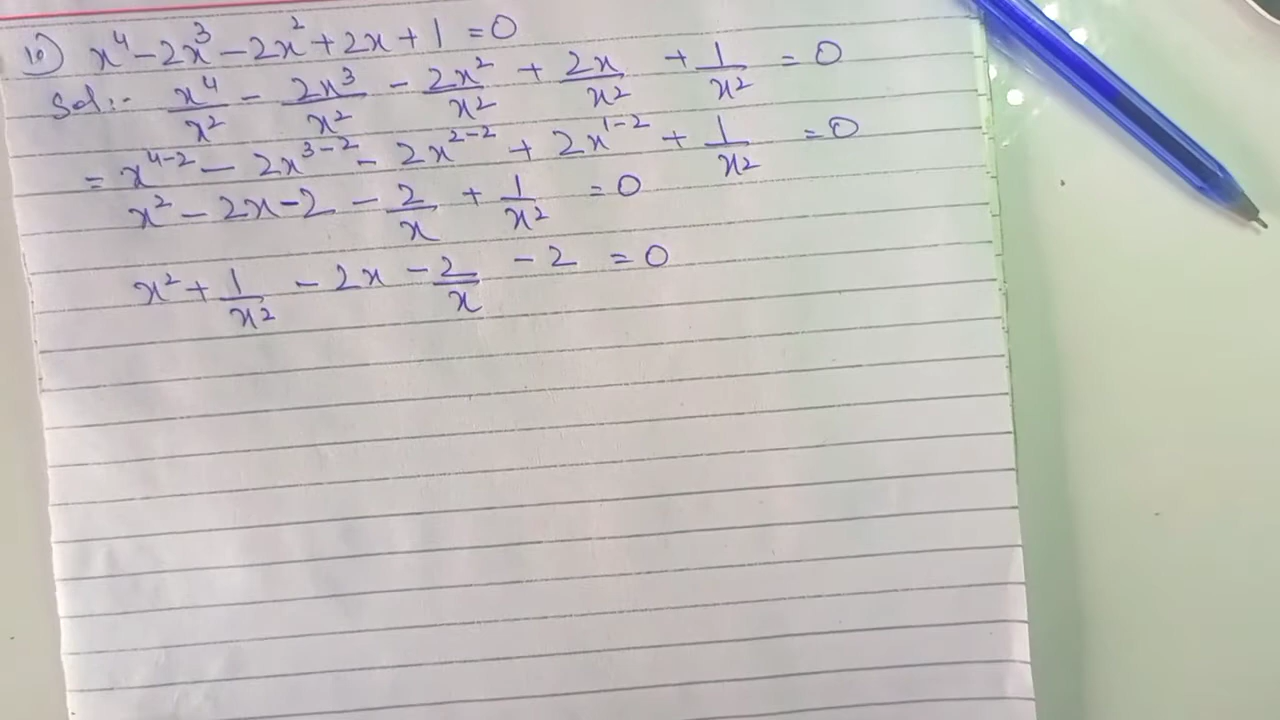 10) x⁴ - 2x³ - 2x² + 2x + 1 = 0
Sol:- x⁴/x² - 2x³/x² - 2x²/x² + 2x/x² + 1/x² = 0
= x⁴⁻² - 2x³⁻² - 2x²⁻² + 2x¹⁻² + 1/x² = 0
x² - 2x - 2 - 2/x + 1/x² = 0
x² + 1/x² - 2x - 2/x - 2 = 0